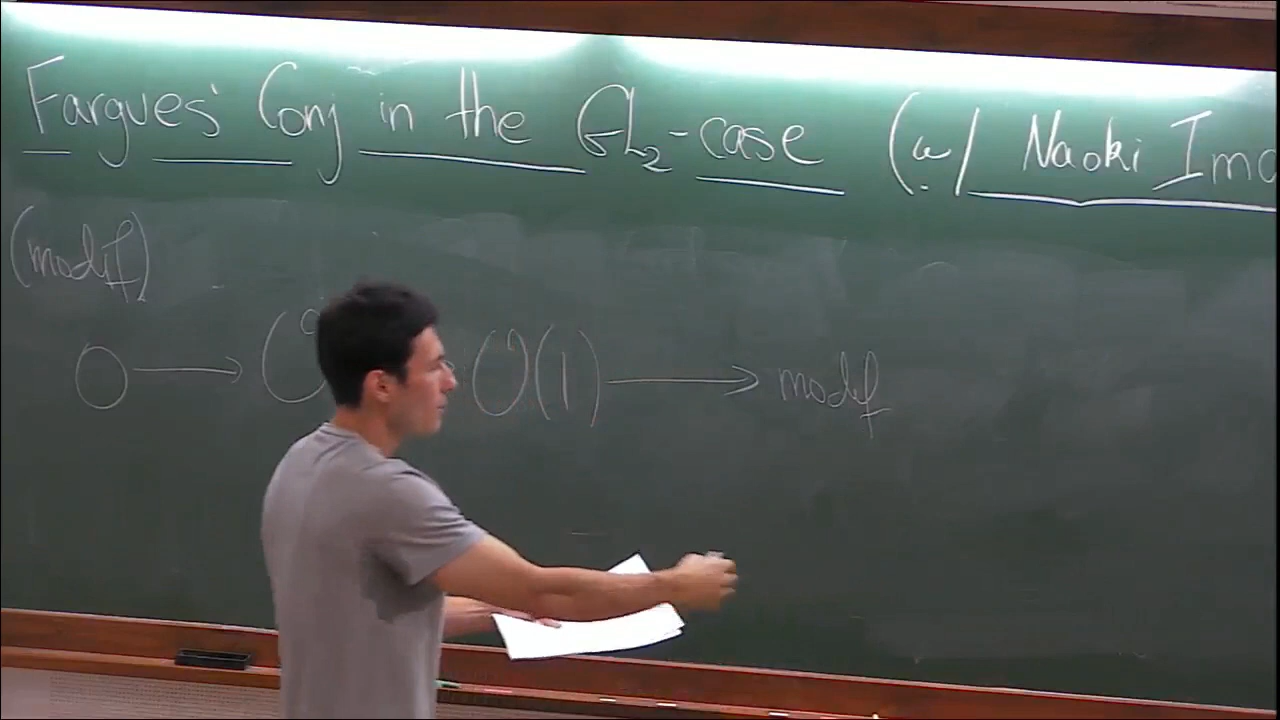 Fargues' Conj in the GL₂-case (w/ Naoki Ima
(modif)
O → O O(1) → modif